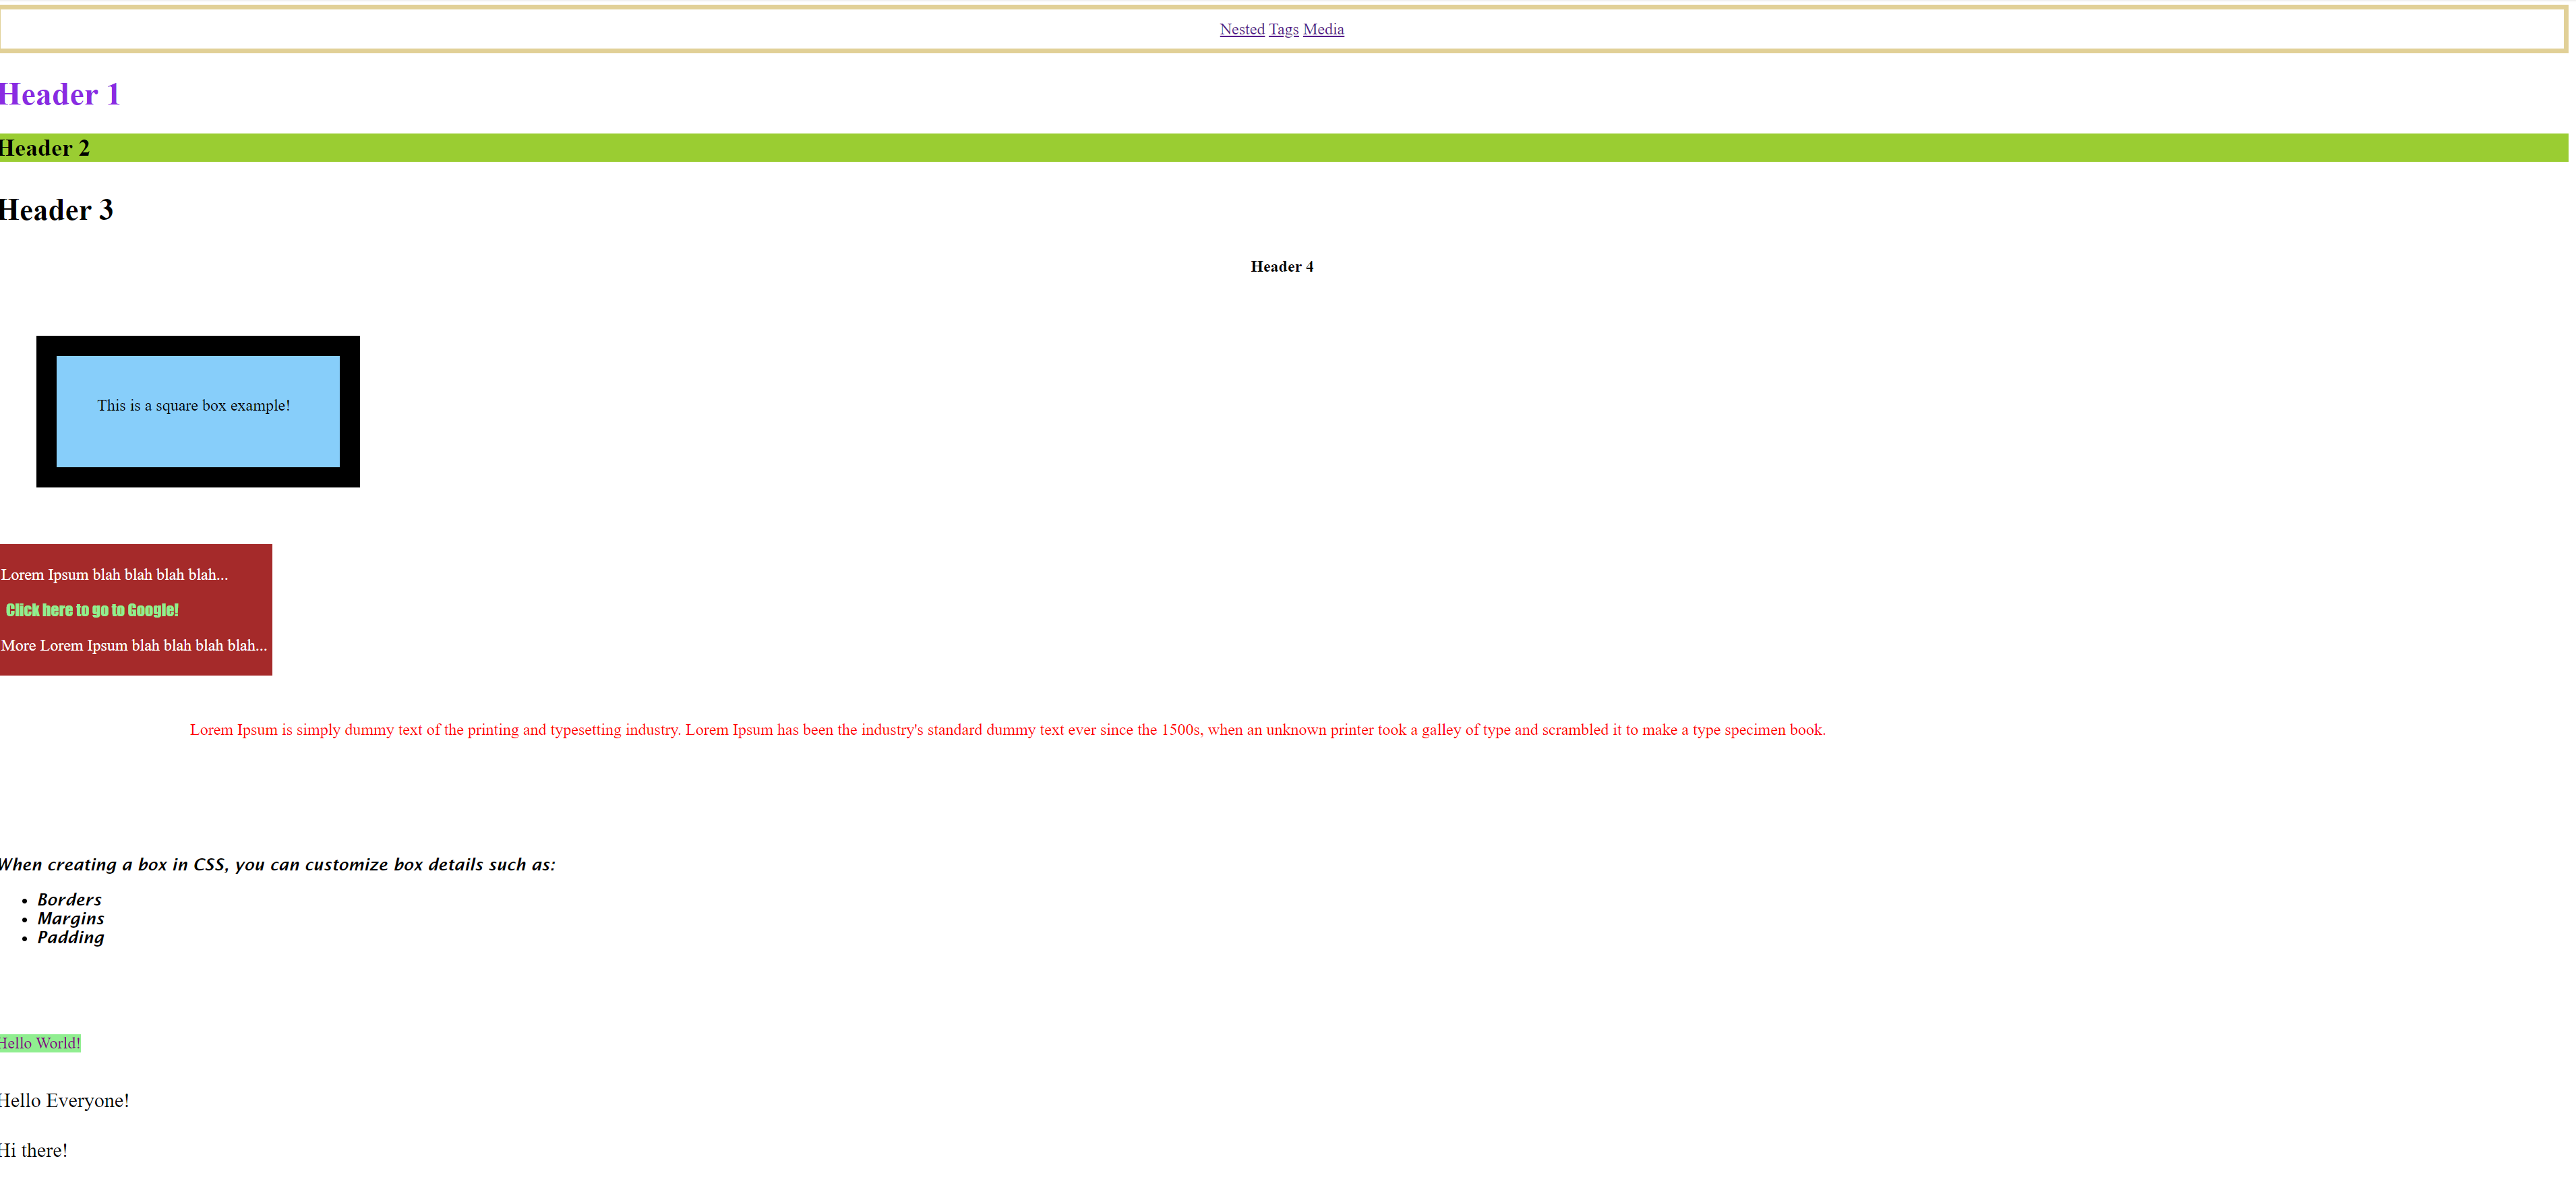 Nested Tags Media
Header 1
Header 2
Header 3
Header 4
This is a square box example!
Lorem Ipsum blah blah blah blah...
Click here to go to Google!
More Lorem Ipsum blah blah blah blah...
Lorem Ipsum is simply dummy text of the printing and typesetting industry. Lorem Ipsum has been the industry's standard dummy text ever since the 1500s, when an unknown printer took a galley of type and scrambled it to make a type specimen book.
When creating a box in CSS, you can customize box details such as:
• Borders
• Margins
• Padding
Hello World!
Hello Everyone!
Hi there!